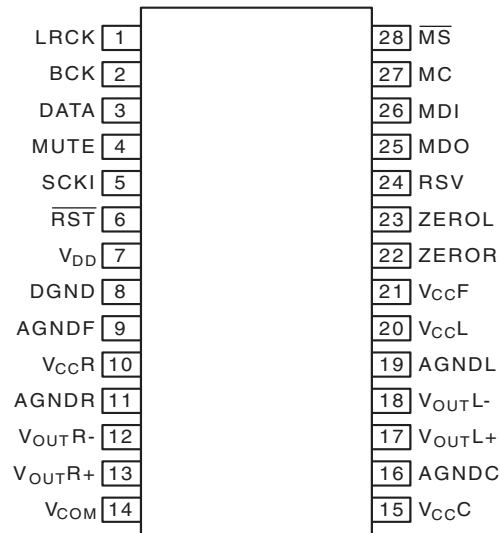 LRCK 1 28 M̅S̅
BCK 2 27 MC
DATA 3 26 MDI
MUTE 4 25 MDO
SCKI 5 24 RSV
R̅S̅T̅ 6 23 ZEROL
VDD 7 22 ZEROR
DGND 8 21 VCCF
AGNDF 9 20 VCCL
VCCR 10 19 AGNDL
AGNDR 11 18 VOUTL-
VOUTR- 12 17 VOUTL+
VOUTR+ 13 16 AGNDC
VCOM 14 15 VCCC